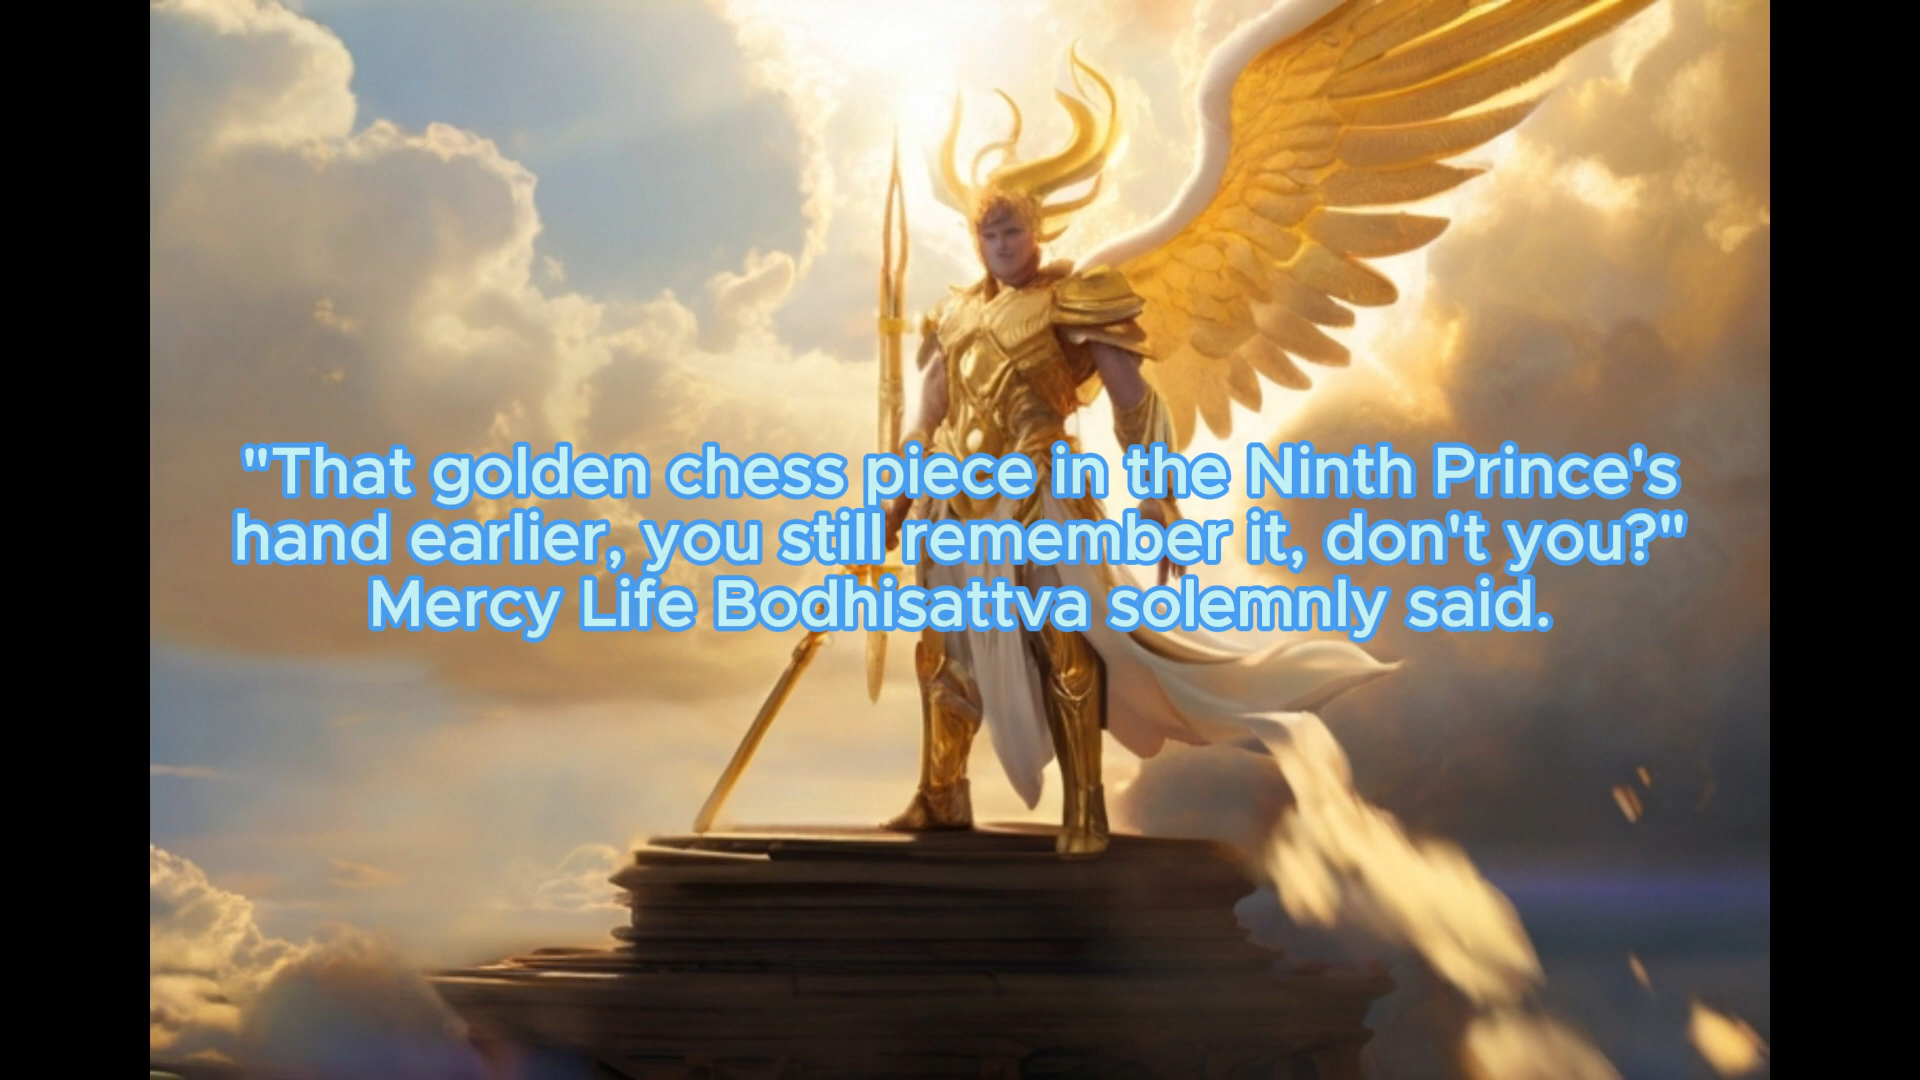 "That golden chess piece in the Ninth Prince's
hand earlier, you still remember it, don't you?"
Mercy Life Bodhisattva solemnly said.